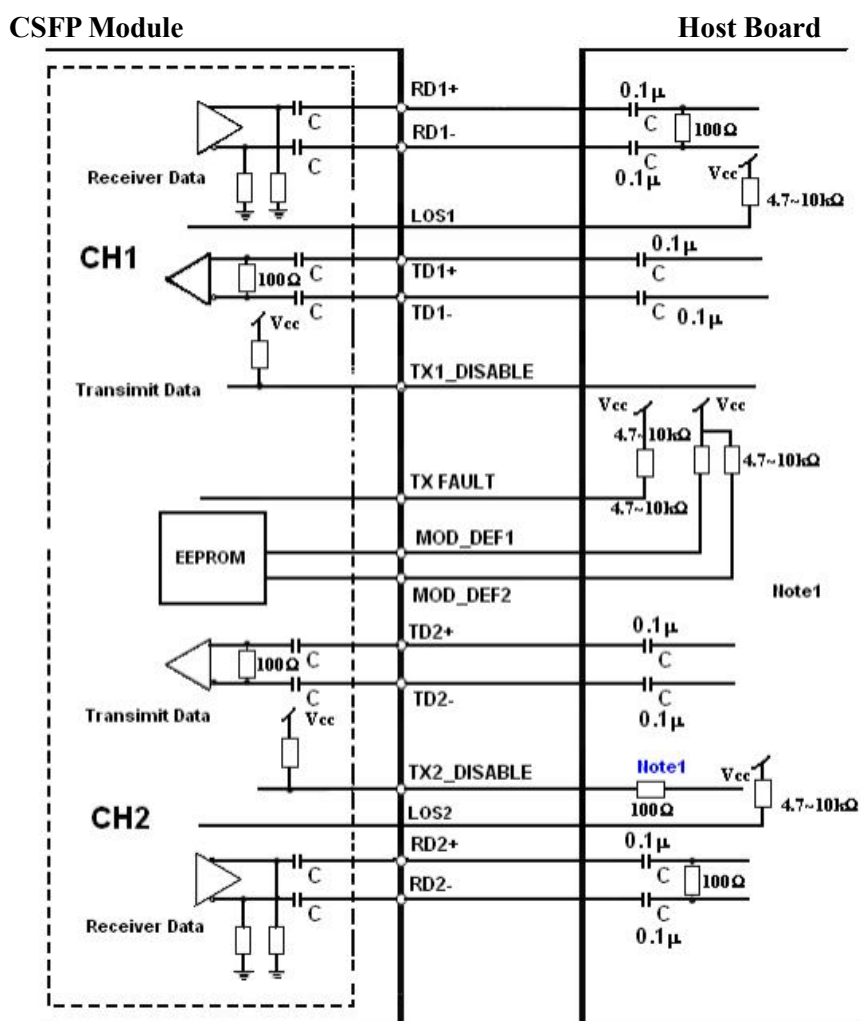 CSFP Module Host Board
RD1+ 0.1μ
C C
RD1- 100Ω
C C
Receiver Data 0.1μ Vcc
4.7~10kΩ
LOS1
CH1 0.1μ
100Ω C TD1+ C
C TD1- C 0.1μ
Vcc
TX1_DISABLE
Transimit Data
Vcc Vcc
4.7~10kΩ
4.7~10kΩ
TX FAULT
4.7~10kΩ
MOD_DEF1
EEPROM
MOD_DEF2 Note1
TD2+ 0.1μ
100Ω C C
C TD2- C
Transimit Data Vcc 0.1μ
TX2_DISABLE Note1 Vcc
100Ω 4.7~10kΩ
CH2 LOS2
RD2+ 0.1μ
C C 100Ω
RD2-
C C
Receiver Data 0.1μ